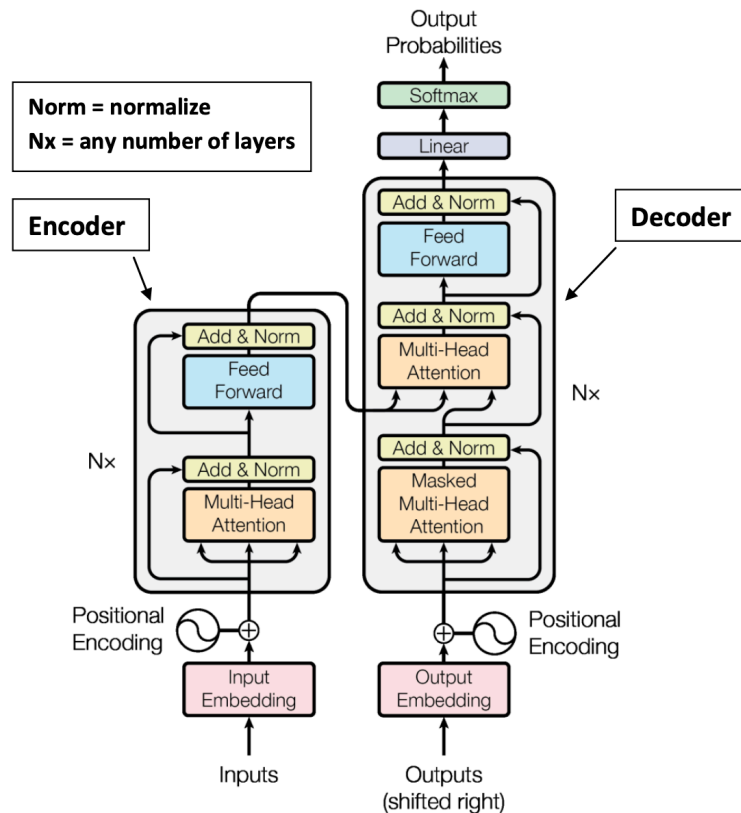 Output
Probabilities
Softmax
Linear
Norm = normalize
Nx = any number of layers
Encoder
Decoder
Add & Norm
Feed
Forward
Add & Norm
Multi-Head
Attention
N×
Add & Norm
Masked
Multi-Head
Attention
Add & Norm
Feed
Forward
N×
Add & Norm
Multi-Head
Attention
Positional
Encoding
Positional
Encoding
Input
Embedding
Output
Embedding
Inputs
Outputs
(shifted right)